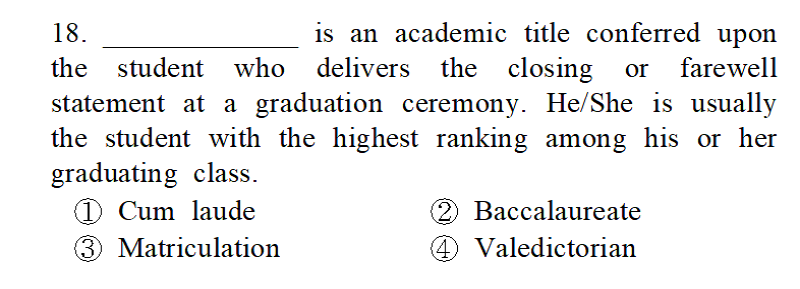 18. ______________ is an academic title conferred upon
the student who delivers the closing or farewell
statement at a graduation ceremony. He/She is usually
the student with the highest ranking among his or her
graduating class.
① Cum laude ② Baccalaureate
③ Matriculation ④ Valedictorian